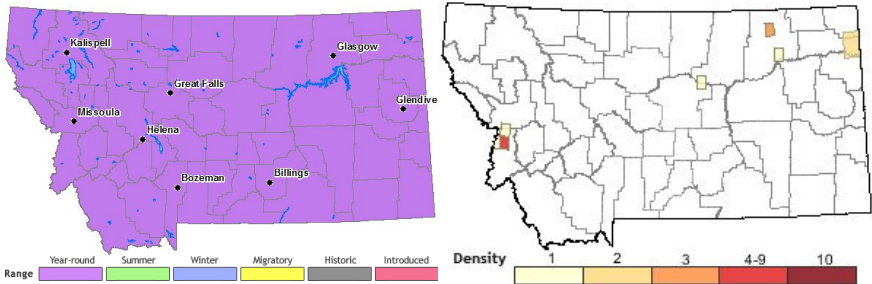 Kalispell
Glasgow
Great Falls
Glendive
Missoula
Helena
Bozeman
Billings
Year-round Summer Winter Migratory Historic Introduced
Range
Density 1 2 3 4-9 10